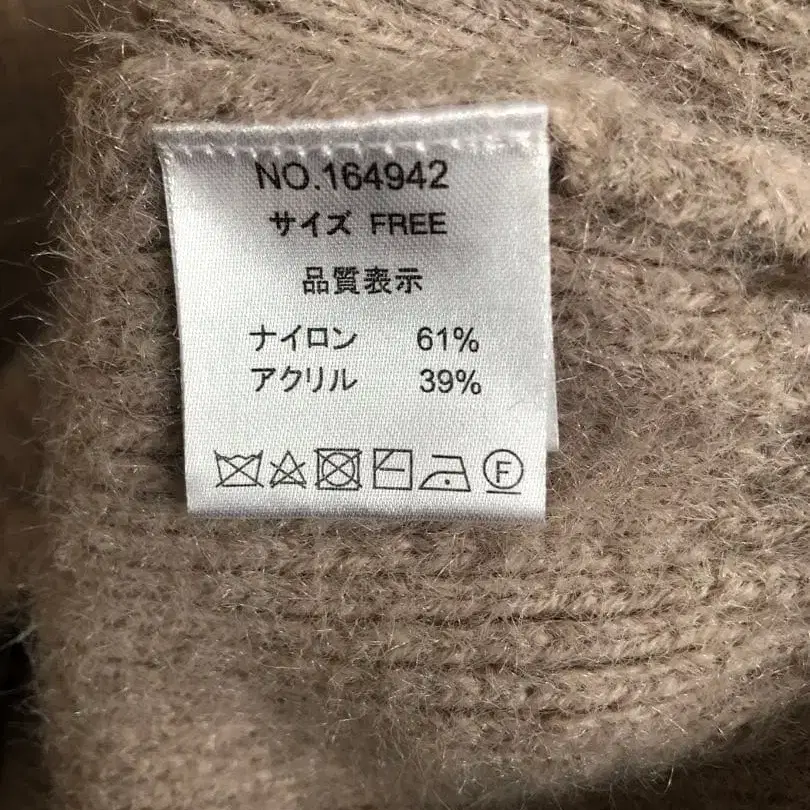 NO.164942
サイズ FREE
品質表示
ナイロン 61%
アクリル 39%
F